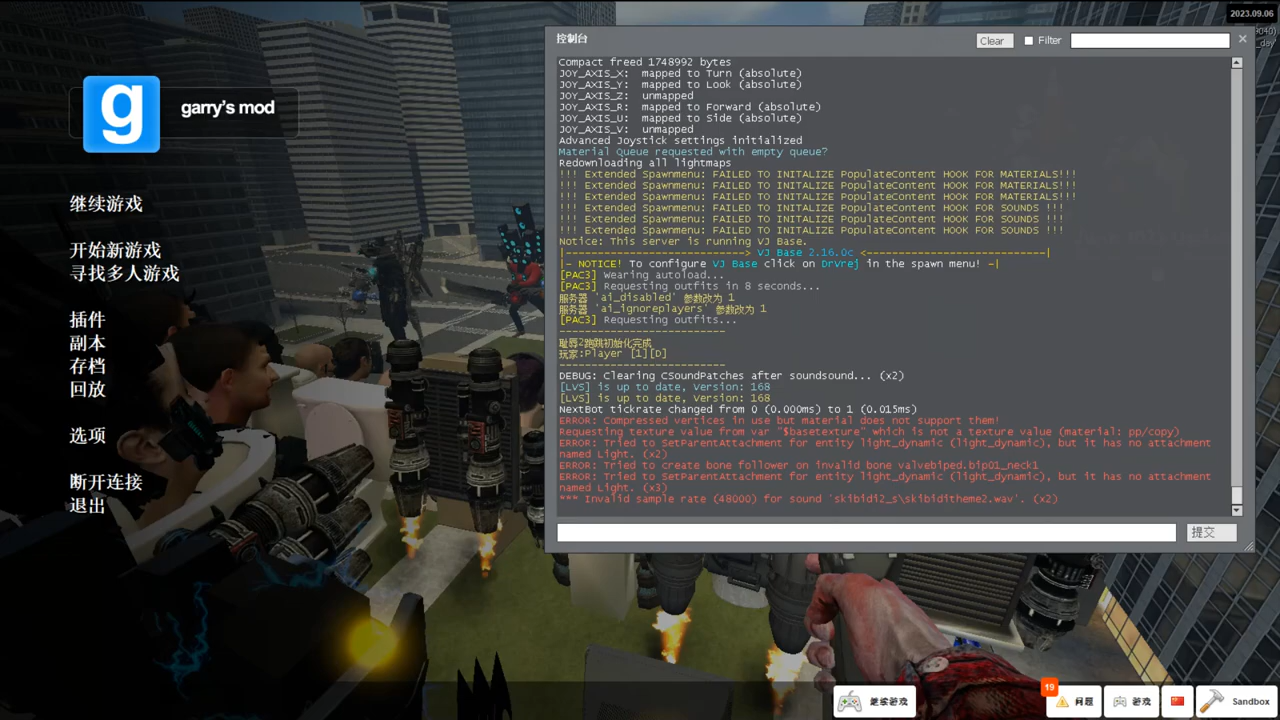 2023.09.06
garry's mod
继续游戏
开始新游戏
寻找多人游戏
插件
副本
存档
回放
选项
断开连接
退出
控制台
Clear
Filter
Compact freed 1748992 bytes
JOY_AXIS_X:  mapped to Turn (absolute)
JOY_AXIS_Y:  mapped to Look (absolute)
JOY_AXIS_Z:  unmapped
JOY_AXIS_R:  mapped to Forward (absolute)
JOY_AXIS_U:  mapped to Side (absolute)
JOY_AXIS_V:  unmapped
Advanced Joystick settings initialized
Material Queue requested with empty queue?
Redownloading all lightmaps
!!! Extended Spawnmenu: FAILED TO INITALIZE PopulateContent HOOK FOR MATERIALS!!!
!!! Extended Spawnmenu: FAILED TO INITALIZE PopulateContent HOOK FOR MATERIALS!!!
!!! Extended Spawnmenu: FAILED TO INITALIZE PopulateContent HOOK FOR MATERIALS!!!
!!! Extended Spawnmenu: FAILED TO INITALIZE PopulateContent HOOK FOR SOUNDS !!!
!!! Extended Spawnmenu: FAILED TO INITALIZE PopulateContent HOOK FOR SOUNDS !!!
!!! Extended Spawnmenu: FAILED TO INITALIZE PopulateContent HOOK FOR SOUNDS !!!
Notice: This server is running VJ Base.
|----------------------------> VJ Base 2.16.0c <----------------------------|
|- NOTICE! To configure VJ Base click on DrVrej in the spawn menu! -|
[PAC3] Wearing autoload...
[PAC3] Requesting outfits in 8 seconds...
服务器 'ai_disabled' 参数改为 1
服务器 'ai_ignoreplayers' 参数改为 1
[PAC3] Requesting outfits...
--------------------------
耻辱2跑跳初始化完成
玩家:Player [1][D]
--------------------------
DEBUG: Clearing CSoundPatches after soundsound... (x2)
[LVS] is up to date, Version: 168
[LVS] is up to date, Version: 168
NextBot tickrate changed from 0 (0.000ms) to 1 (0.015ms)
ERROR: Compressed vertices in use but material does not support them!
Requesting texture value from var "$basetexture" which is not a texture value (material: pp/copy)
ERROR: Tried to SetParentAttachment for entity light_dynamic (light_dynamic), but it has no attachment
named Light. (x2)
ERROR: Tried to create bone follower on invalid bone valvebiped.bip01_neck1
ERROR: Tried to SetParentAttachment for entity light_dynamic (light_dynamic), but it has no attachment
named Light. (x3)
*** Invalid sample rate (48000) for sound 'skibidi2_s\skibiditheme2.wav'. (x2)
提交
继续游戏
19
问题
游戏
Sandbox